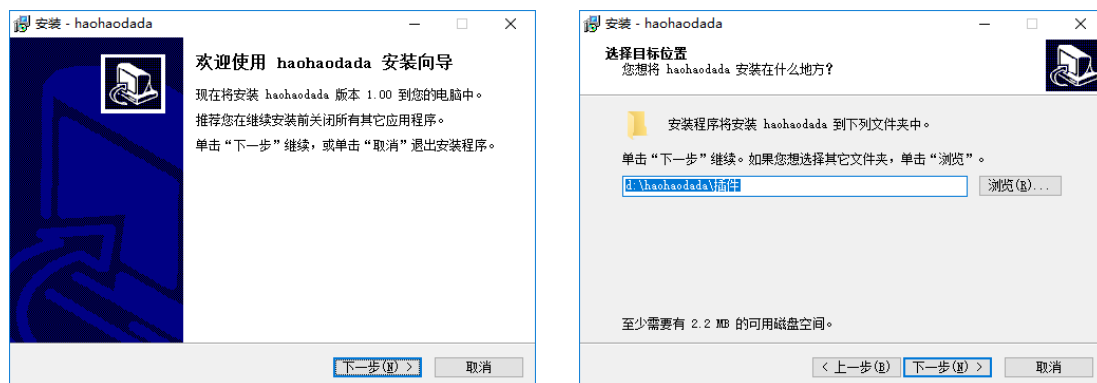 安装 - haohaodada
欢迎使用 haohaodada 安装向导
现在将安装 haohaodada 版本 1.00 到您的电脑中。
推荐您在继续安装前关闭所有其它应用程序。
单击“下一步”继续，或单击“取消”退出安装程序。
下一步(N) >
取消
安装 - haohaodada
选择目标位置
您想将 haohaodada 安装在什么地方?
安装程序将安装 haohaodada 到下列文件夹中。
单击“下一步”继续。如果您想选择其它文件夹，单击“浏览”。
d:\haohaodada\插件
浏览(R)...
至少需要有 2.2 MB 的可用磁盘空间。
< 上一步(B)
下一步(N) >
取消